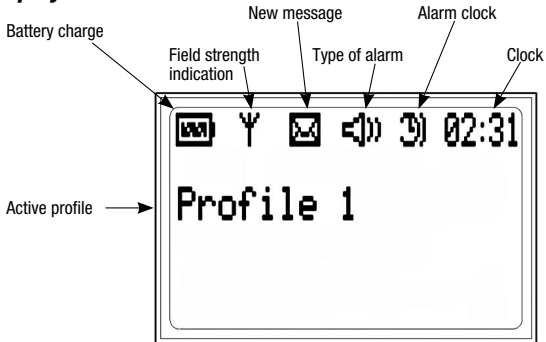 New message
Alarm clock
Battery charge
Field strength
indication
Type of alarm
Clock
02:31
Active profile
Profile 1